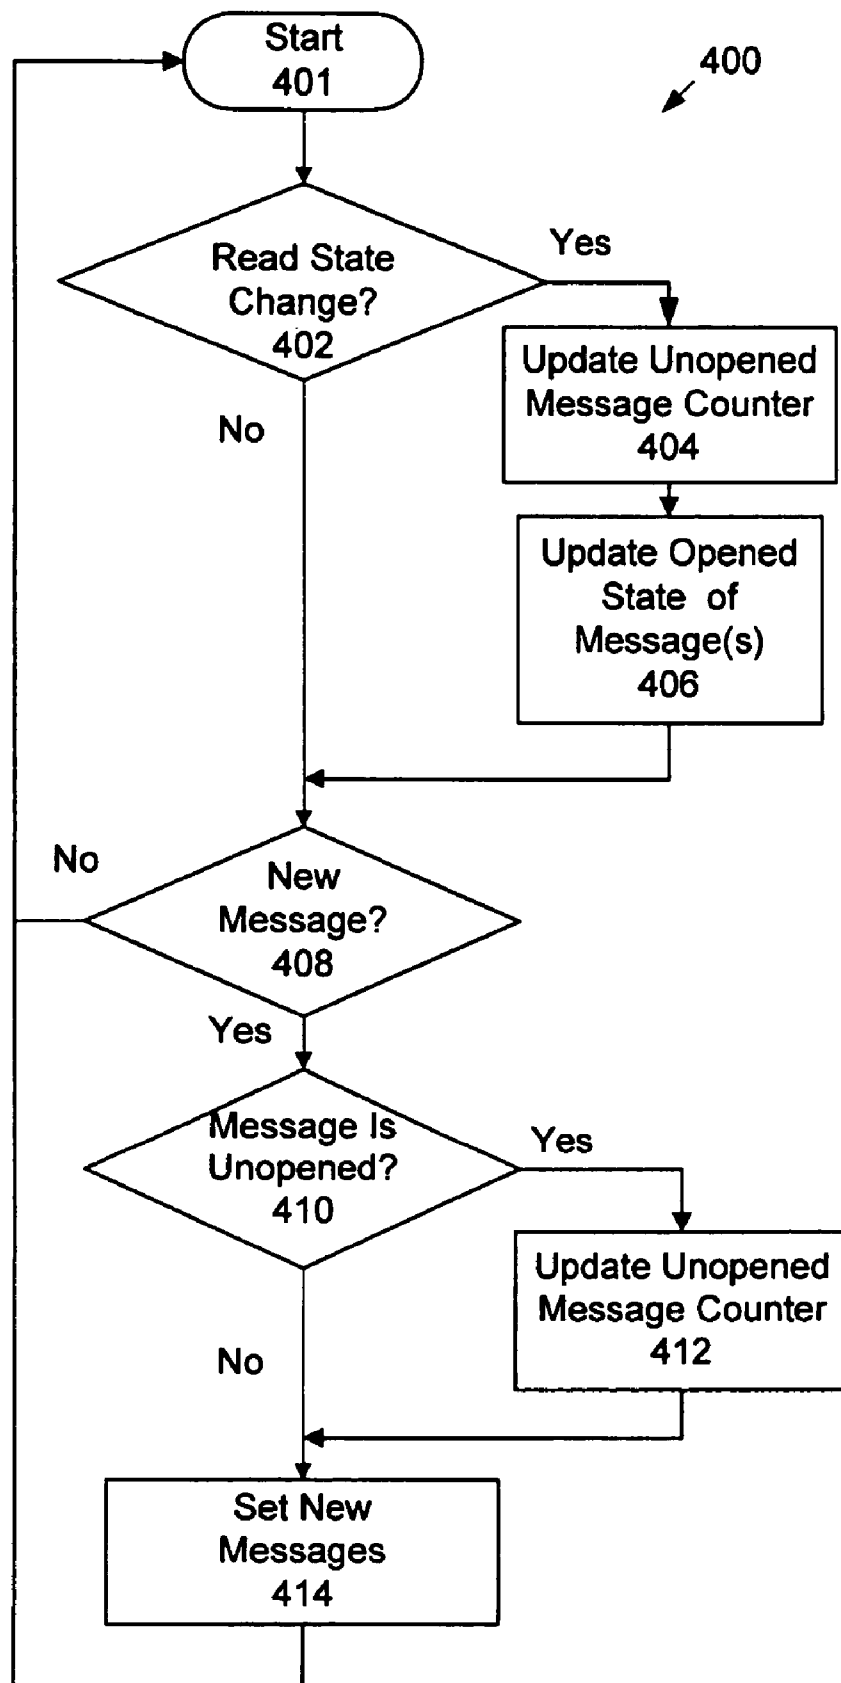 Start
401
400
Read State
Change?
402
Yes
No
Update Unopened
Message Counter
404
Update Opened
State of
Message(s)
406
New
Message?
408
No
Yes
Message Is
Unopened?
410
Yes
No
Update Unopened
Message Counter
412
Set New
Messages
414